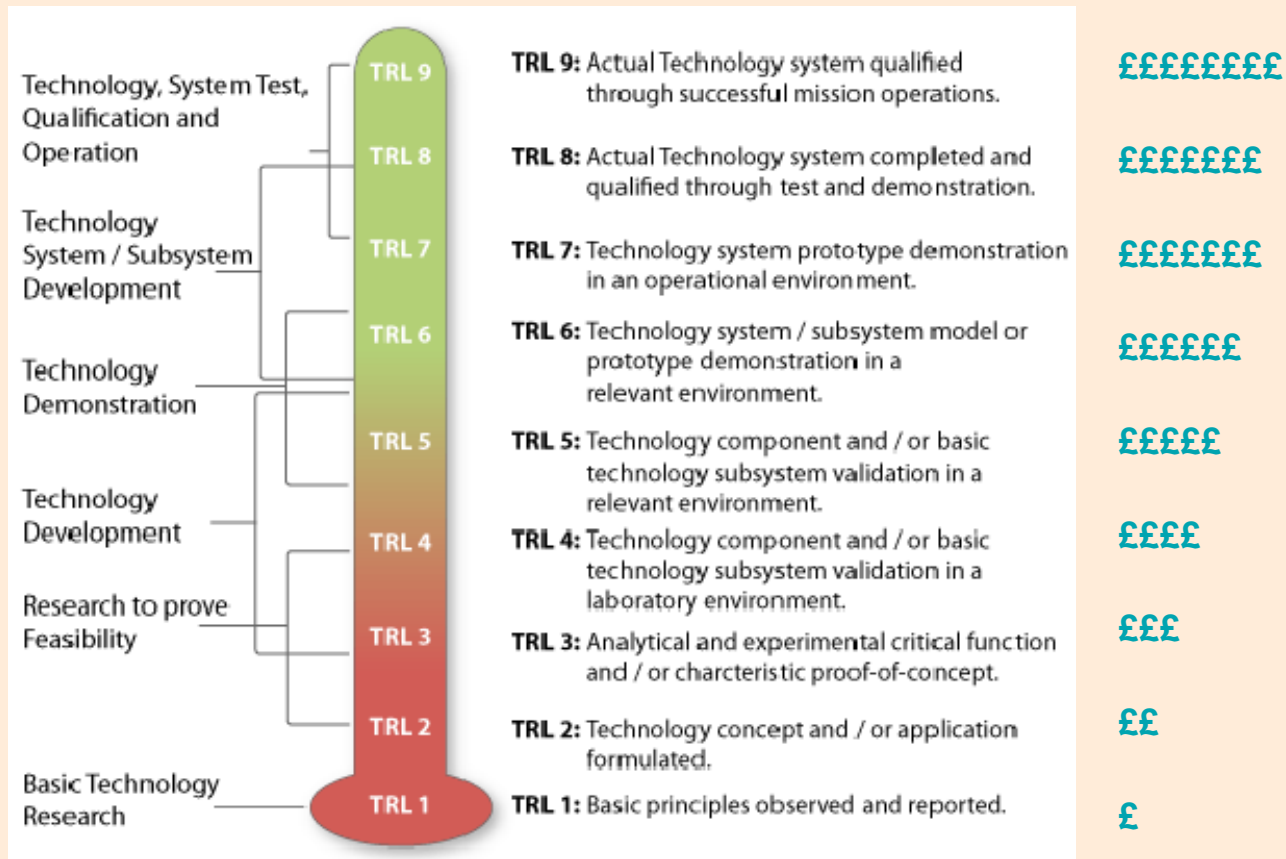 Technology, System Test,
Qualification and
Operation
Technology
System / Subsystem
Development
Technology
Demonstration
Technology
Development
Research to prove
Feasibility
Basic Technology
Research
TRL 9
TRL 8
TRL 7
TRL 6
TRL 5
TRL 4
TRL 3
TRL 2
TRL 1
TRL 9: Actual Technology system qualified
through successful mission operations.
TRL 8: Actual Technology system completed and
qualified through test and demonstration.
TRL 7: Technology system prototype demonstration
in an operational environment.
TRL 6: Technology system / subsystem model or
prototype demonstration in a
relevant environment.
TRL 5: Technology component and / or basic
technology subsystem validation in a
relevant environment.
TRL 4: Technology component and / or basic
technology subsystem validation in a
laboratory environment.
TRL 3: Analytical and experimental critical function
and / or charcteristic proof-of-concept.
TRL 2: Technology concept and / or application
formulated.
TRL 1: Basic principles observed and reported.
££££££££
£££££££
£££££££
££££££
£££££
££££
£££
££
£